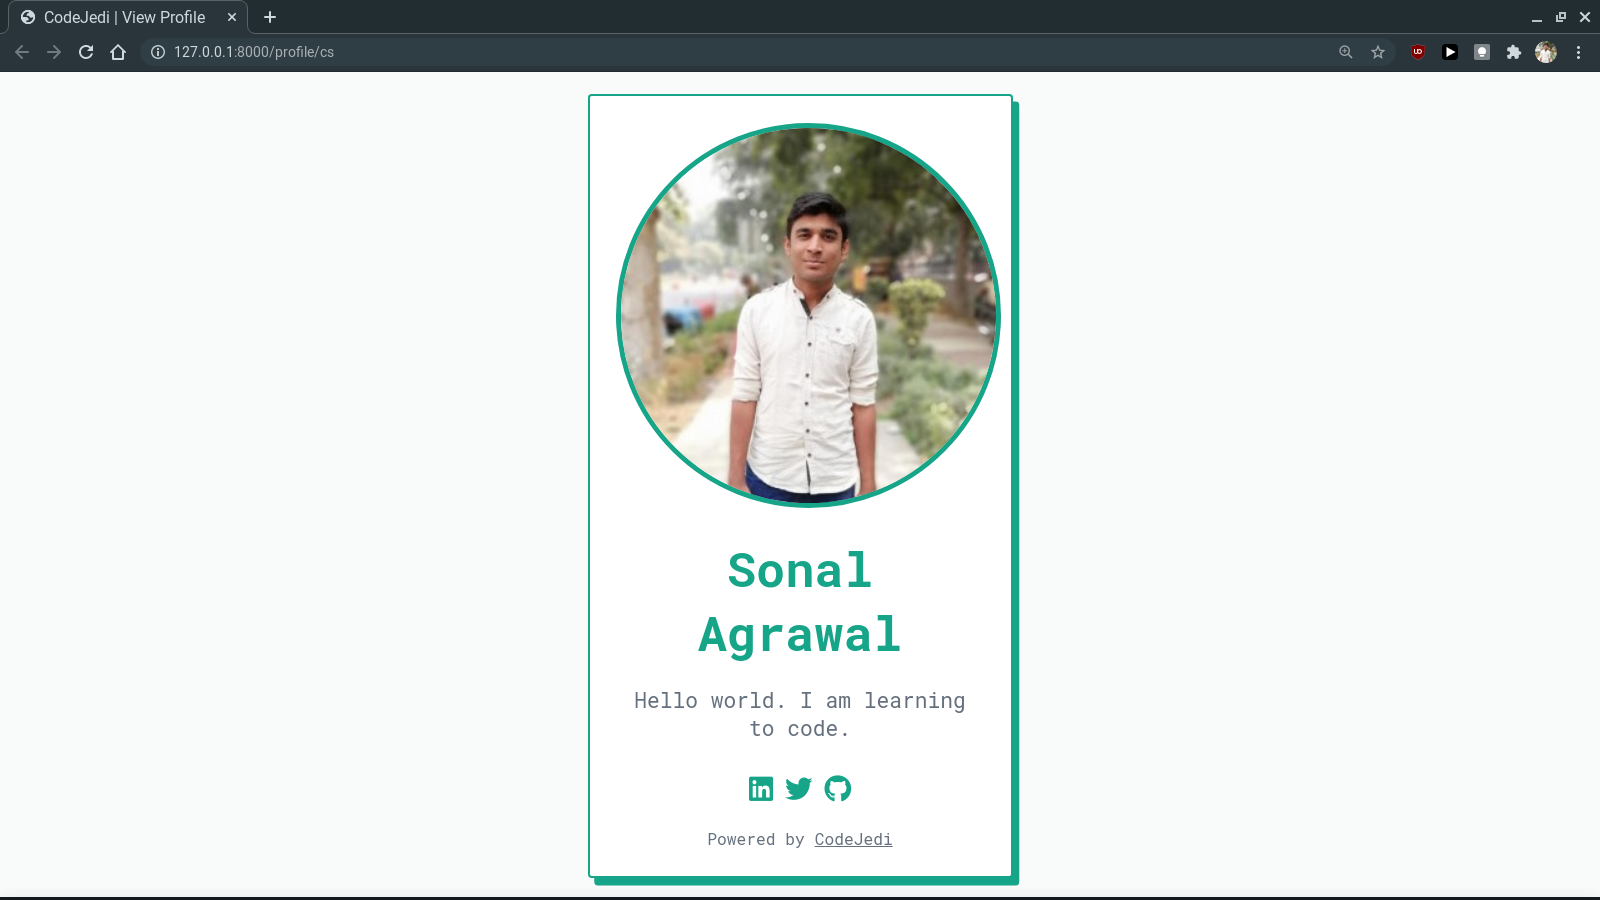 CodeJedi | View Profile
127.0.0.1:8000/profile/cs
Sonal
Agrawal
Hello world. I am learning
to code.
Powered by CodeJedi